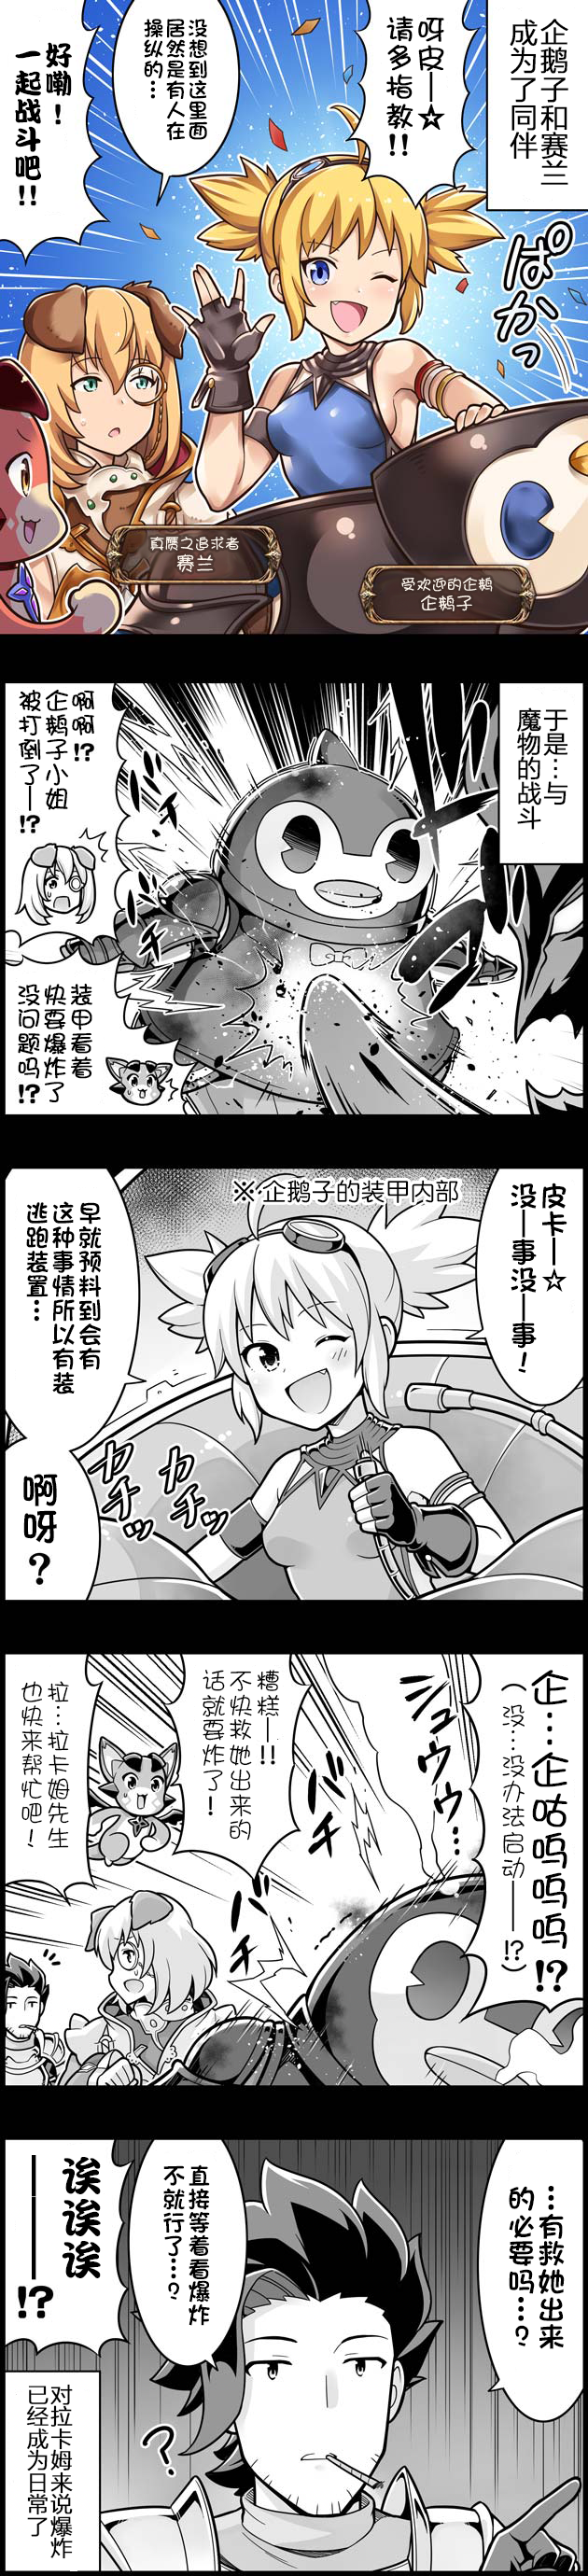 企鹅子和赛兰
成为了同伴
呀皮ー☆
请多指教!!
没想到这里面
居然是有人在
操纵的…
好嘞!
一起战斗吧!!
ぱかっ
真赝之追求者
赛兰
受欢迎的企鹅
企鹅子
于是…与
魔物的战斗
啊啊!?
企鹅子小姐
被打倒了ー!?
バチ
バチ
装甲看着
快要爆炸了
没问题吗!?
※企鹅子的装甲内部
皮卡ー☆
没ー事没ー事!
早就预料到会有
这种事情所以有装
逃跑装置…
カチッ
カチッ
啊呀?
企…企咕呜呜呜!?
(没…没办法启动——!?)
シュウウ…
糟糕ー!!
不快救她出来的
话就要炸了!
バチ
バチ
拉…拉卡姆先生
也快来帮忙吧!
…有救她出来
的必要吗…?
直接等着看爆炸
不就行了…?
诶诶诶
——!?
?
对拉卡姆来说爆炸
已经成为日常了